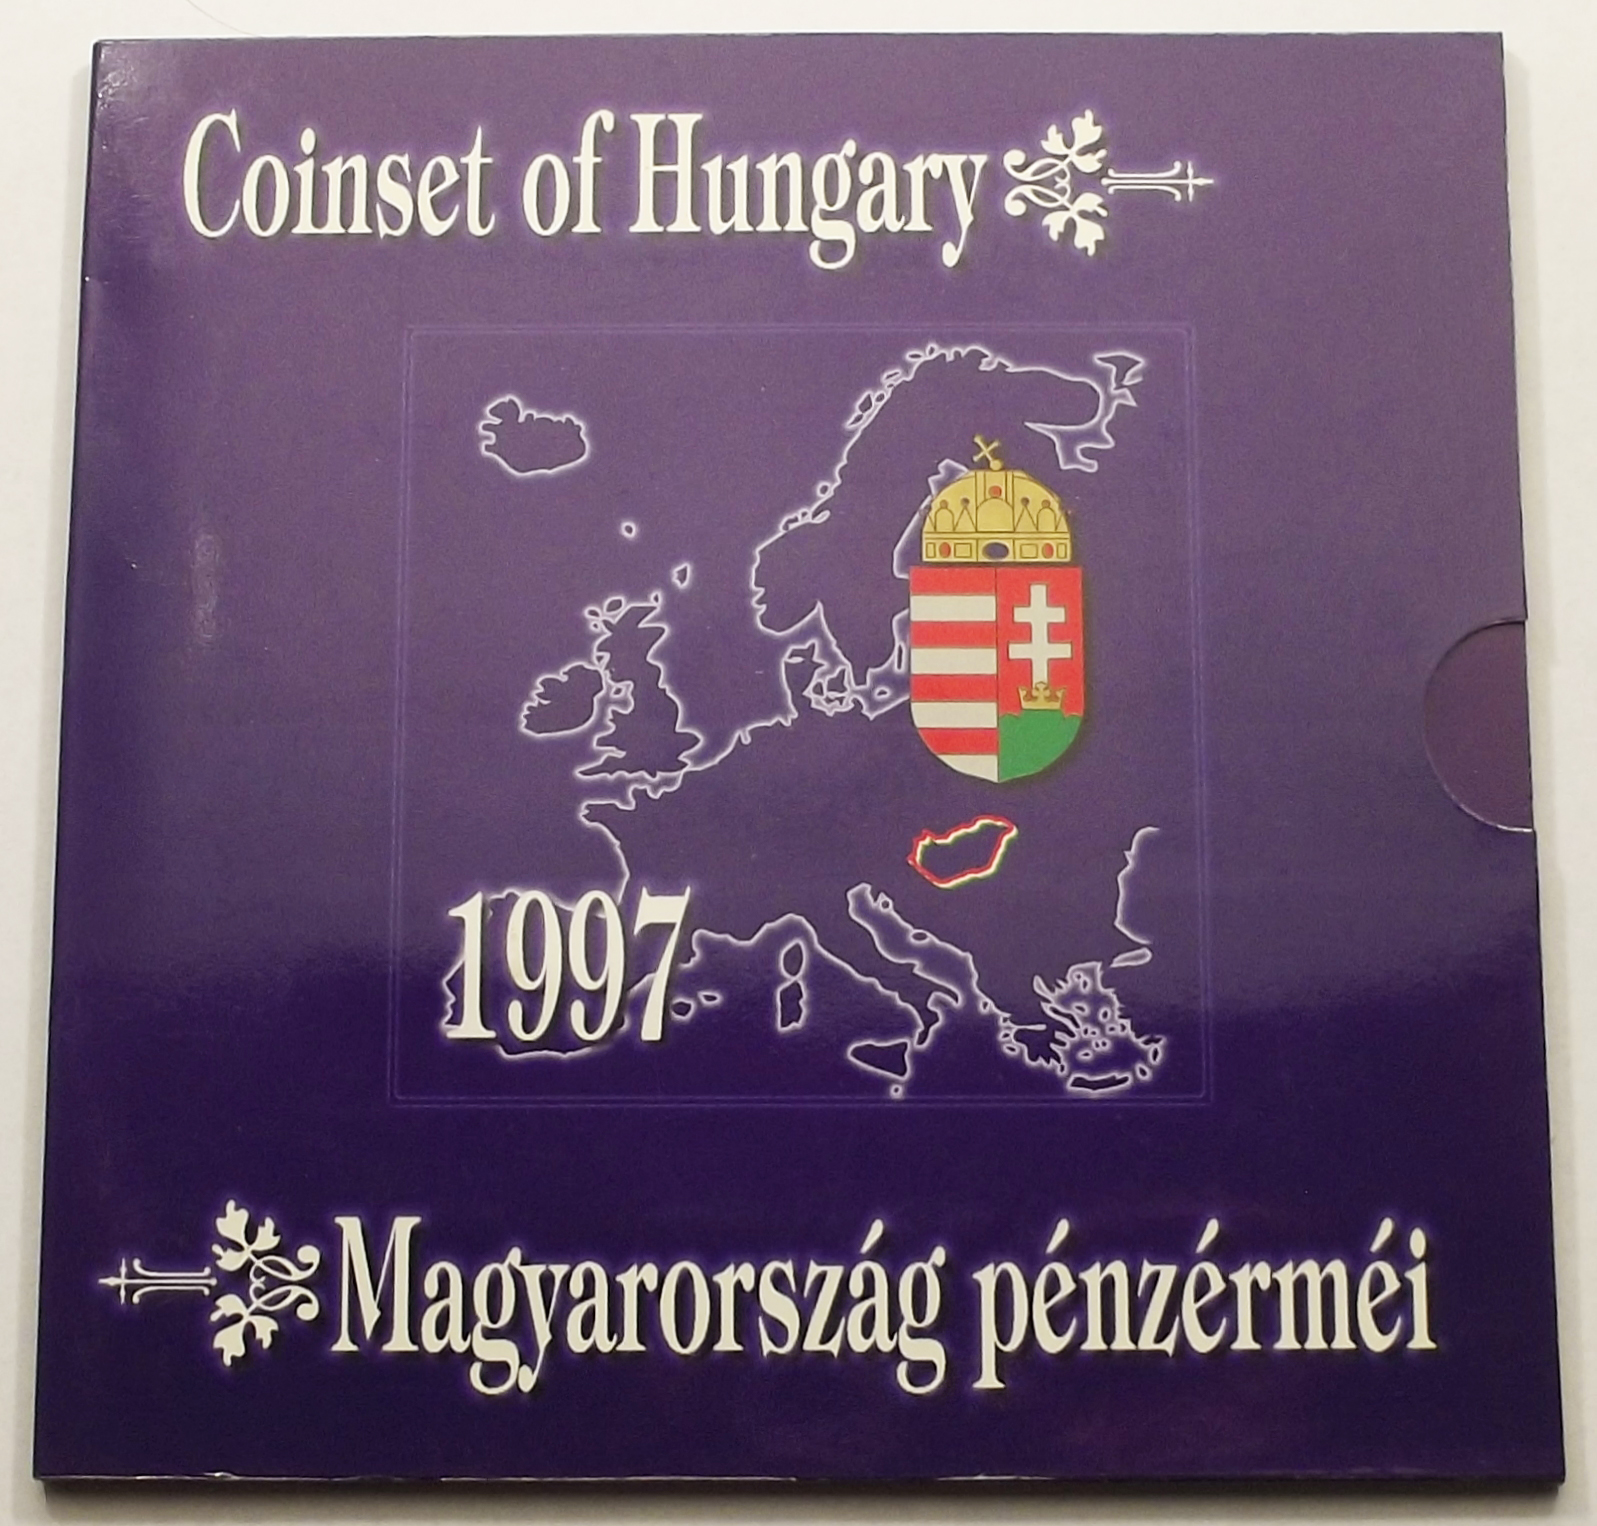 Coinset of Hungary
1997
Magyarország pénzérméi